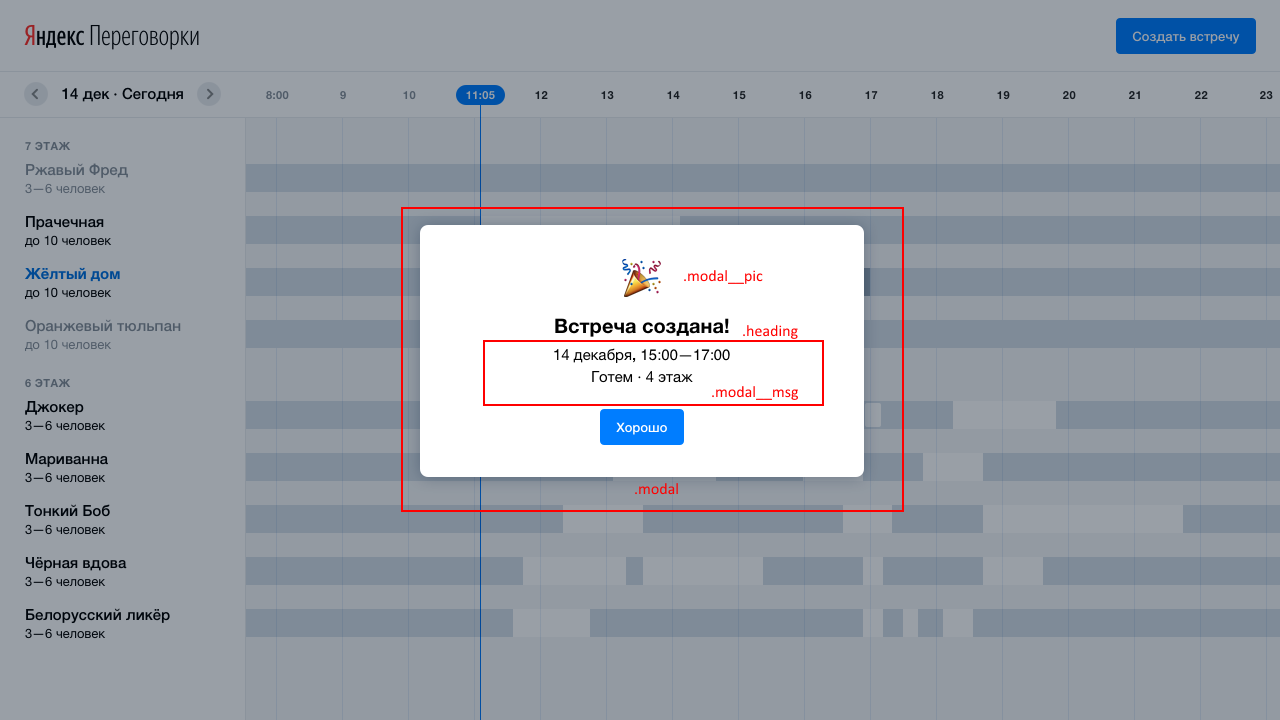 Яндекс Переговорки
Создать встречу
14 дек · Сегодня
8:00 9 10 11:05 12 13 14 15 16 17 18 19 20 21 22 23
7 ЭТАЖ
Ржавый Фред
3—6 человек
Прачечная
до 10 человек
Жёлтый дом
до 10 человек
Оранжевый тюльпан
до 10 человек
6 ЭТАЖ
Джокер
3—6 человек
Мариванна
3—6 человек
Тонкий Боб
3—6 человек
Чёрная вдова
3—6 человек
Белорусский ликёр
3—6 человек
.modal__pic
Встреча создана! .heading
14 декабря, 15:00—17:00
Готем · 4 этаж
.modal__msg
Хорошо
.modal